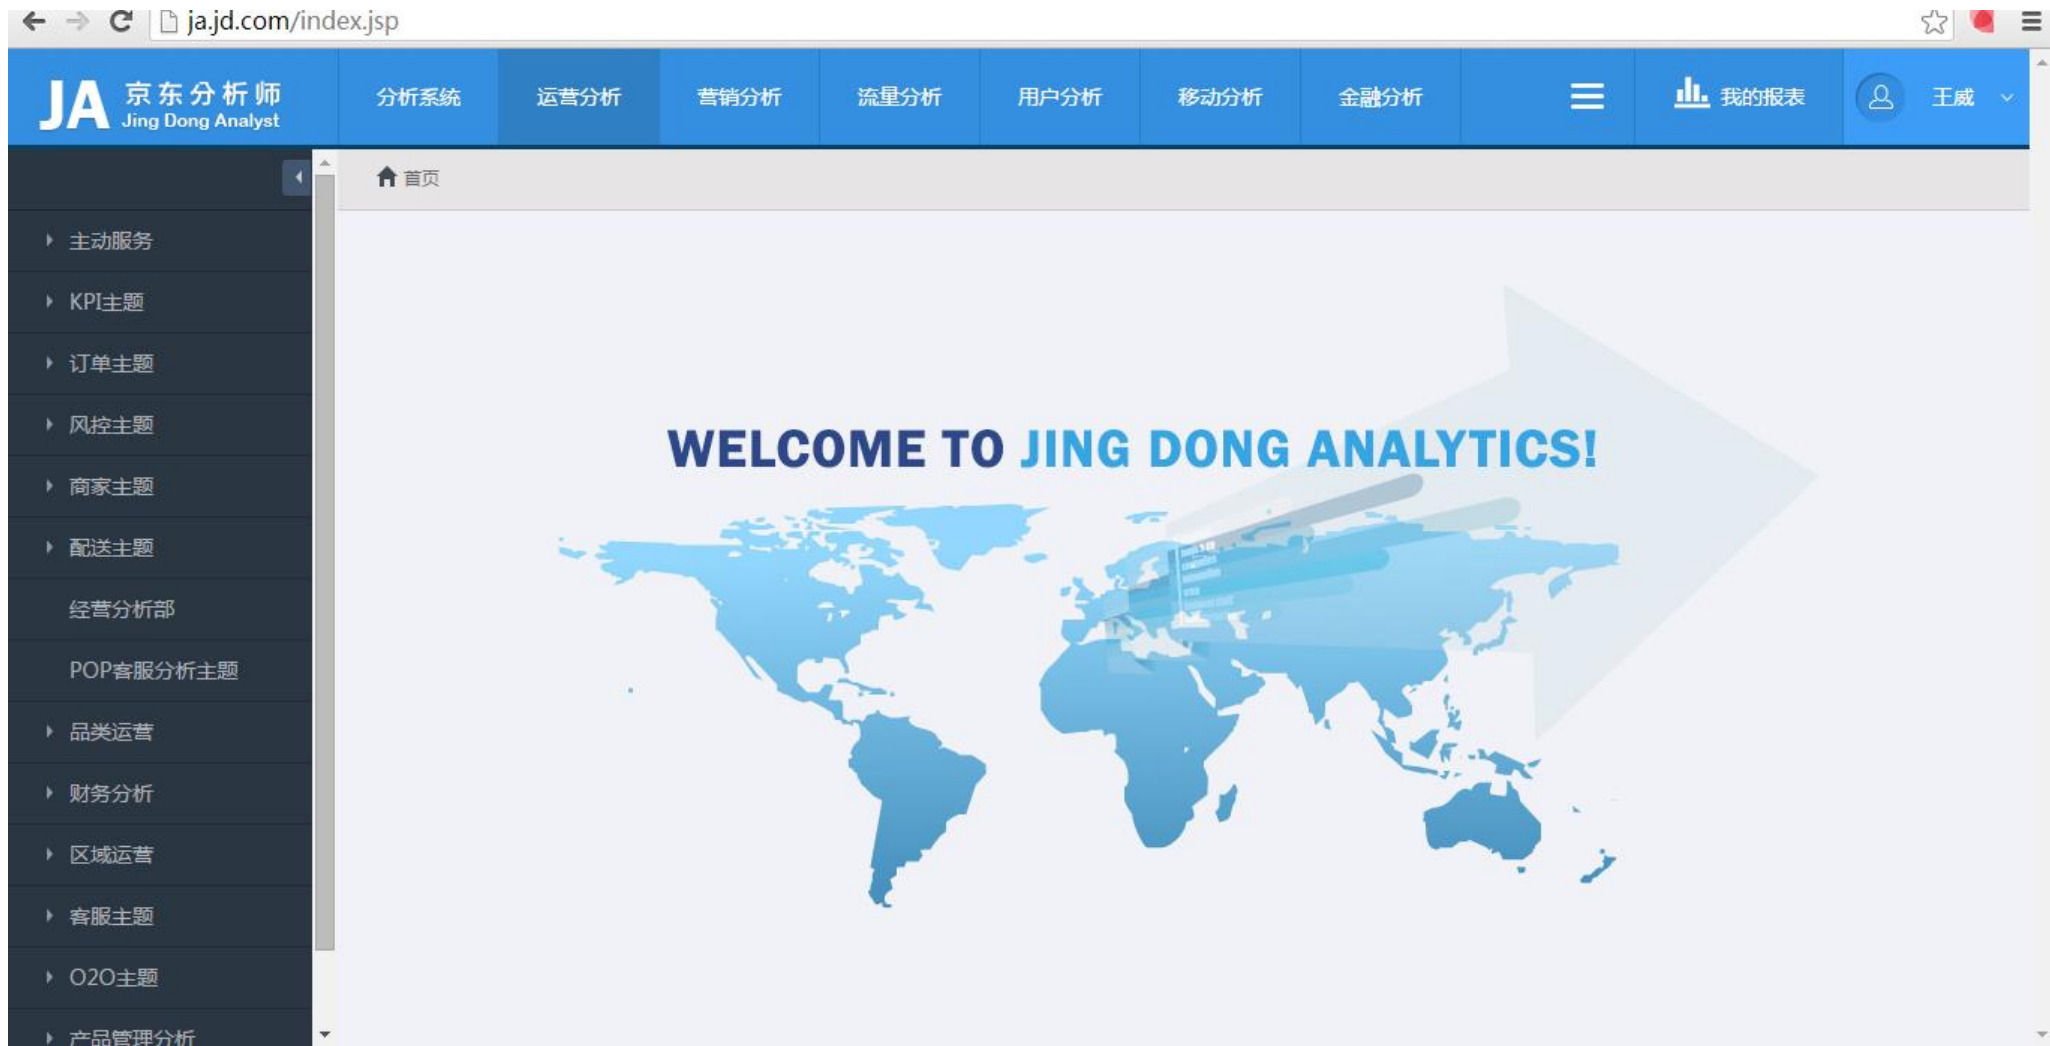 ja.jd.com/index.jsp
JA 京东分析师
Jing Dong Analyst
分析系统
运营分析
营销分析
流量分析
用户分析
移动分析
金融分析
我的报表
王威
首页
主动服务
KPI主题
订单主题
风控主题
商家主题
配送主题
经营分析部
POP客服分析主题
品类运营
财务分析
区域运营
客服主题
O2O主题
产品管理分析
WELCOME TO JING DONG ANALYTICS!